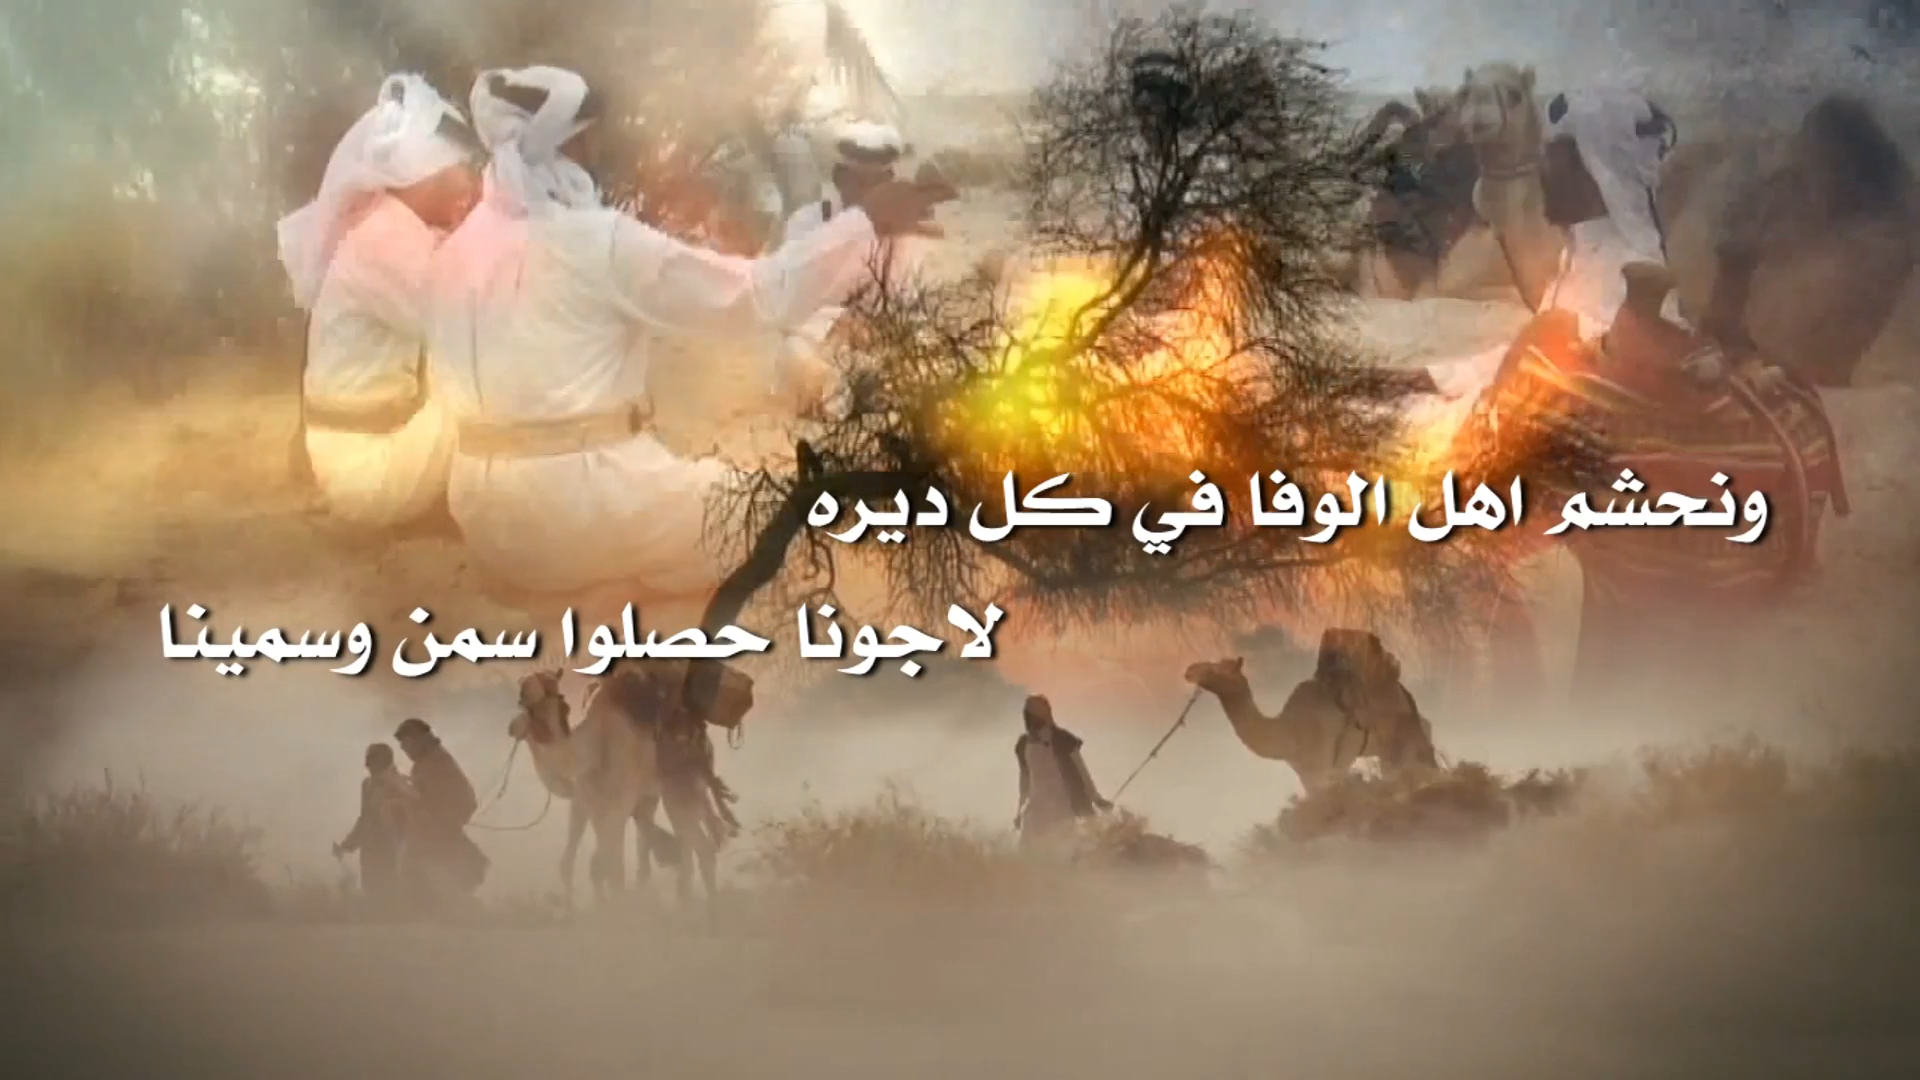 ونحشم اهل الوفا في كل ديره
لاجونا حصلوا سمن وسمينا